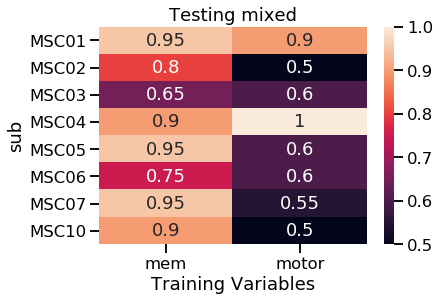 Testing mixed
sub
MSC01 0.95 0.9
MSC02 0.8 0.5
MSC03 0.65 0.6
MSC04 0.9 1
MSC05 0.95 0.6
MSC06 0.75 0.6
MSC07 0.95 0.55
MSC10 0.9 0.5
mem motor
Training Variables
1.0
0.9
0.8
0.7
0.6
0.5